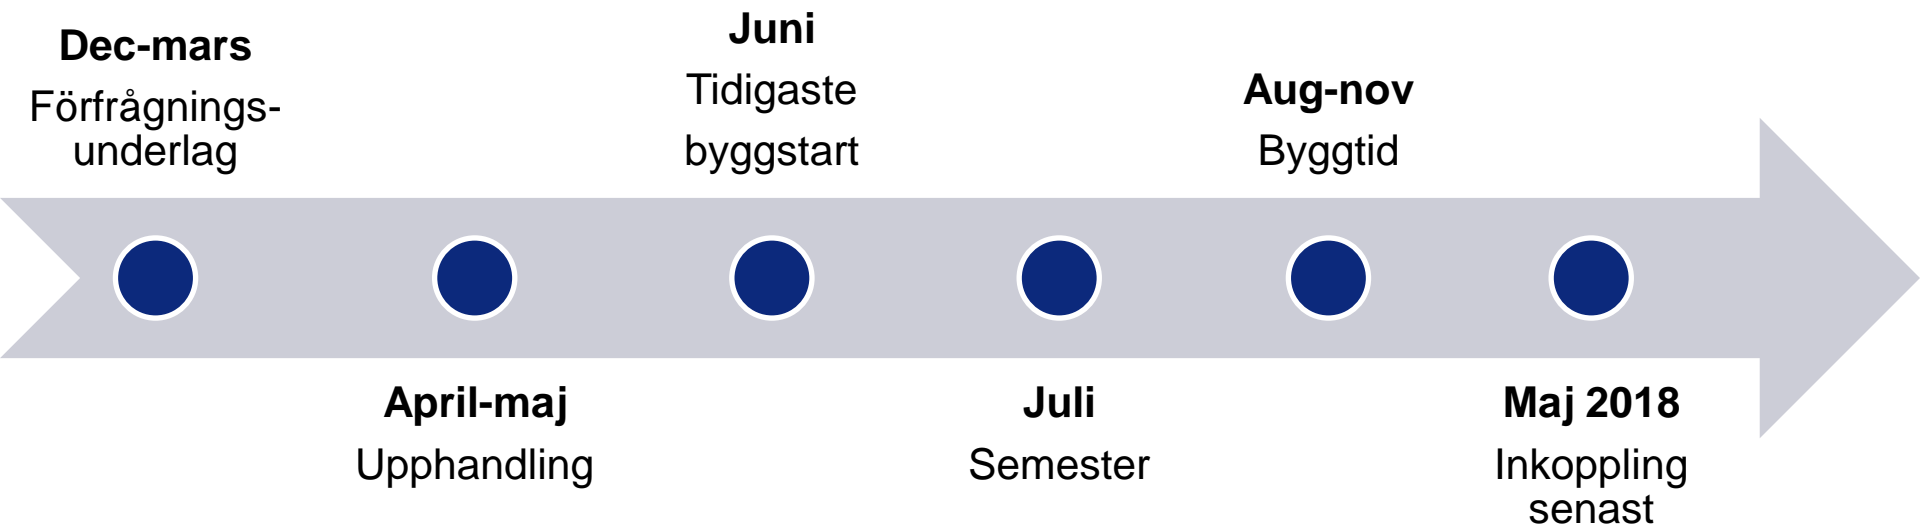 Dec-mars
Förfrågnings-
underlag
April-maj
Upphandling
Juni
Tidigaste
byggstart
Juli
Semester
Aug-nov
Byggtid
Maj 2018
Inkoppling
senast